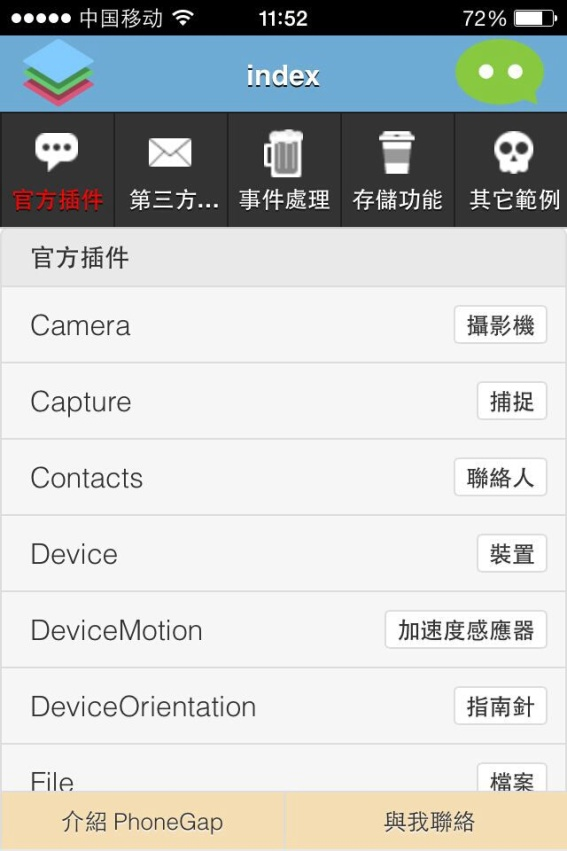 中国移动 11:52 72%
index
官方插件 第三方... 事件處理 存儲功能 其它範例
官方插件
Camera 攝影機
Capture 捕捉
Contacts 聯絡人
Device 裝置
DeviceMotion 加速度感應器
DeviceOrientation 指南針
File 檔案
介紹 PhoneGap 與我聯絡